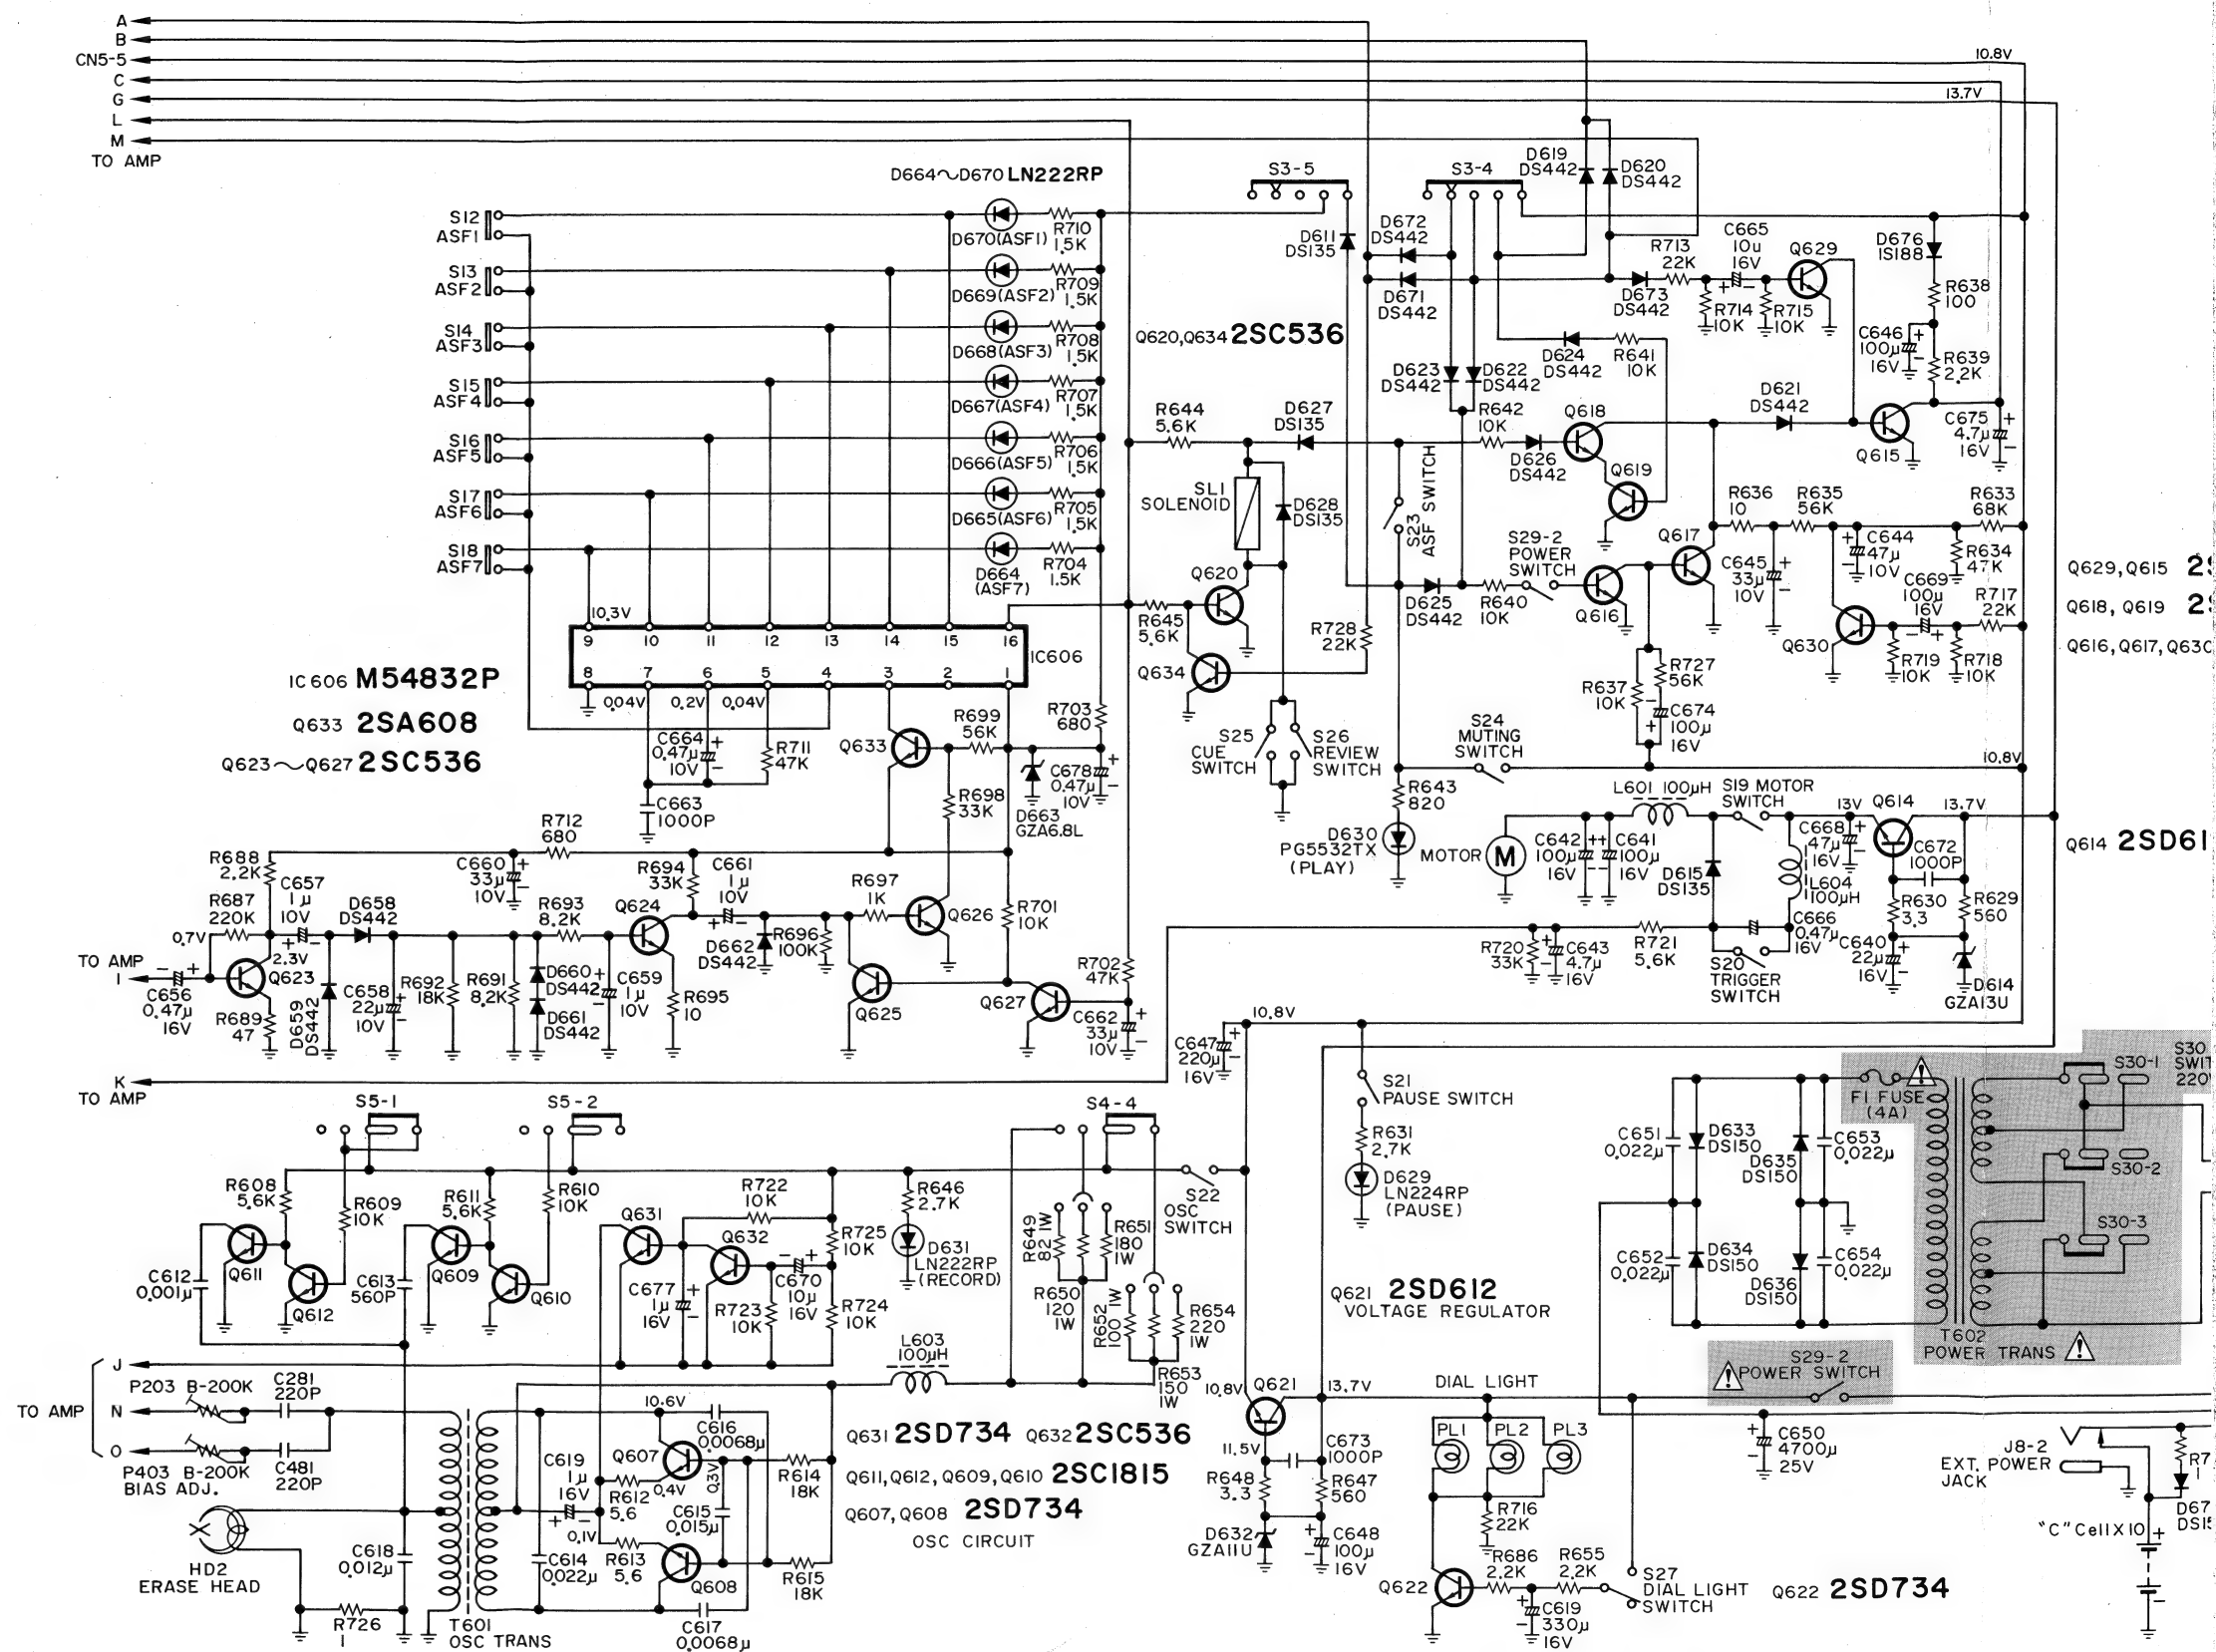 A
B
CN5-5
C
G
L
M
TO AMP
10.8V
13.7V
D664~D670 LN222RP
S12
ASF1
S13
ASF2
S14
ASF3
S15
ASF4
S16
ASF5
S17
ASF6
S18
ASF7
D670(ASF1)
R710
1.5K
D669(ASF2)
R709
1.5K
D668(ASF3)
R708
1.5K
D667(ASF4)
R707
1.5K
D666(ASF5)
R706
1.5K
D665(ASF6)
R705
1.5K
D664
(ASF7)
R704
1.5K
S3-5
S3-4
D611
DS135
D672
DS442
D671
DS442
D619
DS442
D620
DS442
R713
22K
C665
10u
16V
Q629
D673
DS442
R714
10K
R715
10K
D676
1S188
R638
100
C646
100μ
16V
R639
2.2K
Q620,Q634 2SC536
D623
DS442
D622
DS442
D624
DS442
R641
10K
D621
DS442
R644
5.6K
D627
DS135
R642
10K
Q618
D626
DS442
Q619
Q615
C675
4.7μ
16V
SL1
SOLENOID
D628
DS135
S23
ASF SWITCH
S29-2
POWER
SWITCH
Q617
R636
10
R635
56K
R633
68K
C644
47μ
10V
R634
47K
C645
33μ
10V
C669
100μ
16V
R717
22K
Q629,Q615
Q618, Q619
Q616,Q617,Q630
Q620
R645
5.6K
Q634
R728
22K
D625
DS442
R640
10K
Q616
Q630
R719
10K
R718
10K
R727
56K
R637
10K
C674
100μ
16V
10.3V
9 10 11 12 13 14 15 16
8 7 6 5 4 3 2 1
IC606
0.04V
0.2V
0.04V
IC606 M54832P
Q633 2SA608
Q623~Q627 2SC536
C664
0.47μ
10V
R711
47K
C663
1000P
Q633
R699
56K
R703
680
R698
33K
D663
GZA6.8L
C678
0.47μ
10V
S25
CUE
SWITCH
S26
REVIEW
SWITCH
S24
MUTING
SWITCH
10.8V
R643
820
D630
PG5532TX
(PLAY)
MOTOR
M
C642
100μ
16V
C641
100μ
16V
L601 100μH
S19 MOTOR
SWITCH
13V
Q614
13.7V
C668
47μ
16V
C672
1000P
Q614 2SD61
D615
DS135
L604
100μH
R630
3.3
R629
560
C666
0.47μ
16V
C640
22μ
16V
D614
GZA13U
R720
33K
C643
4.7μ
16V
R721
5.6K
S20
TRIGGER
SWITCH
R712
680
R688
2.2K
R687
220K
0.7V
C657
1μ
10V
2.3V
D658
DS442
C660
33μ
10V
R693
8.2K
R694
33K
C661
1μ
10V
Q624
R697
1K
Q626
R701
10K
TO AMP
I
C656
0.47μ
16V
Q623
R689
47
D659
DS442
C658
22μ
10V
R692
18K
R691
8.2K
D660
DS442
D661
DS442
C659
1μ
10V
R695
10
D662
DS442
R696
100K
Q625
Q627
R702
47K
C662
33μ
10V
K
TO AMP
10.8V
C647
220μ
16V
S21
PAUSE SWITCH
R631
2.7K
D629
LN224RP
(PAUSE)
S5-1
S5-2
S4-4
R608
5.6K
R609
10K
R611
5.6K
R610
10K
Q611
Q612
C612
0.001μ
C613
560P
Q609
Q610
R722
10K
Q631
Q632
C677
1μ
16V
R723
10K
C670
10μ
16V
R725
10K
R724
10K
R646
2.7K
D631
LN222RP
(RECORD)
R649
82 1W
R651
180
1W
R650
120
1W
R652
100 1W
R654
220
1W
R653
150
1W
S22
OSC
SWITCH
Q621 2SD612
VOLTAGE REGULATOR
C651
0.022μ
D633
DS150
D635
DS150
C653
0.022μ
C652
0.022μ
D634
DS150
D636
DS150
C654
0.022μ
F1 FUSE
(4A)
S30-1
S30
220
S30-2
S30-3
T602
POWER TRANS
S29-2
POWER SWITCH
C650
4700μ
25V
J8-2
EXT. POWER
JACK
"C"Cell X 10
J
L603
100μH
TO AMP
N
O
P203 B-200K
C281
220P
P403 B-200K
BIAS ADJ.
C481
220P
HD2
ERASE HEAD
R726
1
C618
0.012μ
T601
OSC TRANS
10.6V
C616
0.0068μ
Q607
C619
1μ
16V
R612
5.6
0.4V
0.3V
0.1V
C615
0.015μ
R614
18K
R613
5.6
C614
0.022μ
Q608
C617
0.0068μ
R615
18K
Q631 2SD734 Q632 2SC536
Q611,Q612,Q609,Q610 2SC1815
Q607,Q608 2SD734
OSC CIRCUIT
10.8V
Q621
13.7V
11.5V
C673
1000P
R648
3.3
R647
560
D632
GZA11U
C648
100μ
16V
DIAL LIGHT
PL1
PL2
PL3
R716
22K
Q622
R686
2.2K
R655
2.2K
C619
330μ
16V
S27
DIAL LIGHT
SWITCH
Q622 2SD734